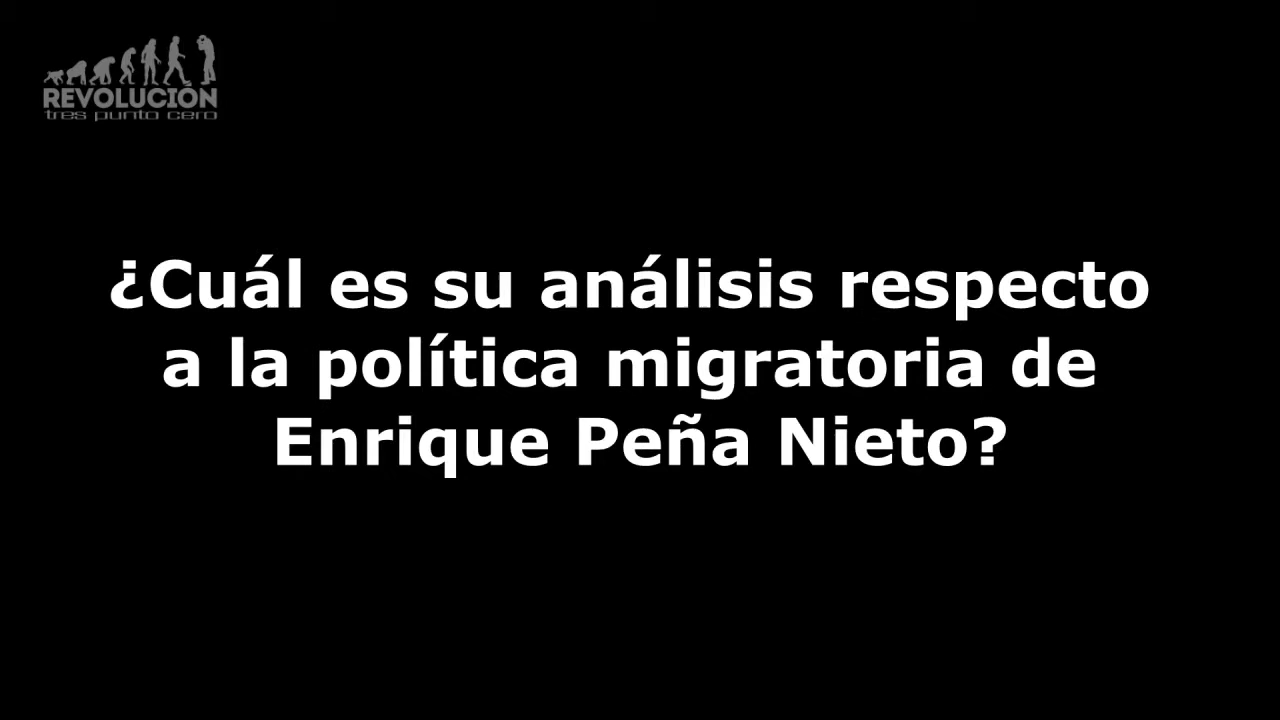 REVOLUCIÓN
tres punto cero
¿Cuál es su análisis respecto
a la política migratoria de
Enrique Peña Nieto?